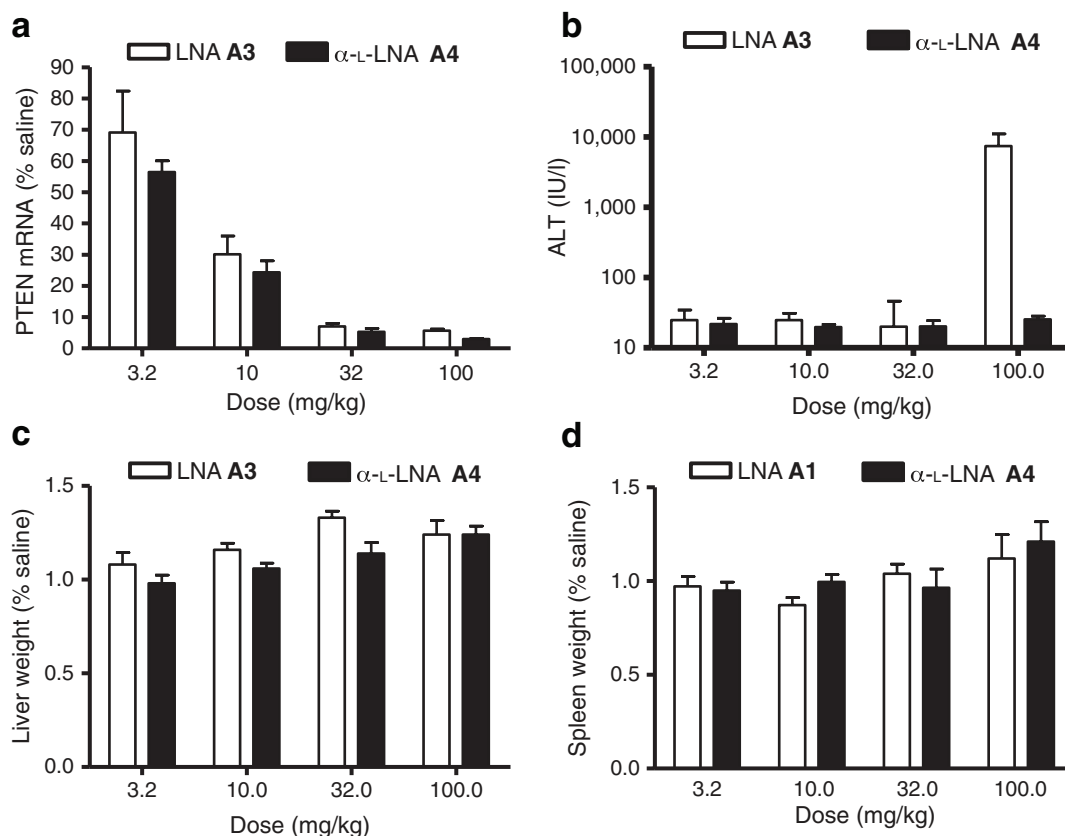 a
LNA A3
α-L-LNA A4
PTEN mRNA (% saline)
90
80
70
60
50
40
30
20
10
0
3.2 10 32 100
Dose (mg/kg)
b
LNA A3
α-L-LNA A4
ALT (IU/l)
100,000
10,000
1,000
100
10
3.2 10.0 32.0 100.0
Dose (mg/kg)
c
LNA A3
α-L-LNA A4
Liver weight (% saline)
1.5
1.0
0.5
0.0
3.2 10.0 32.0 100.0
Dose (mg/kg)
d
LNA A1
α-L-LNA A4
Spleen weight (% saline)
1.5
1.0
0.5
0.0
3.2 10.0 32.0 100.0
Dose (mg/kg)